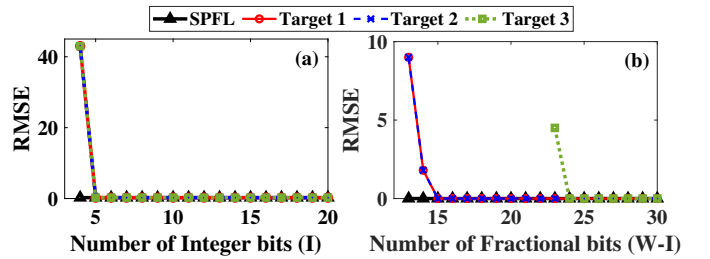 SPFL Target 1 Target 2 Target 3
(a)
RMSE
40
20
0
5 10 15 20
Number of Integer bits (I)
(b)
RMSE
10
5
0
15 20 25 30
Number of Fractional bits (W-I)